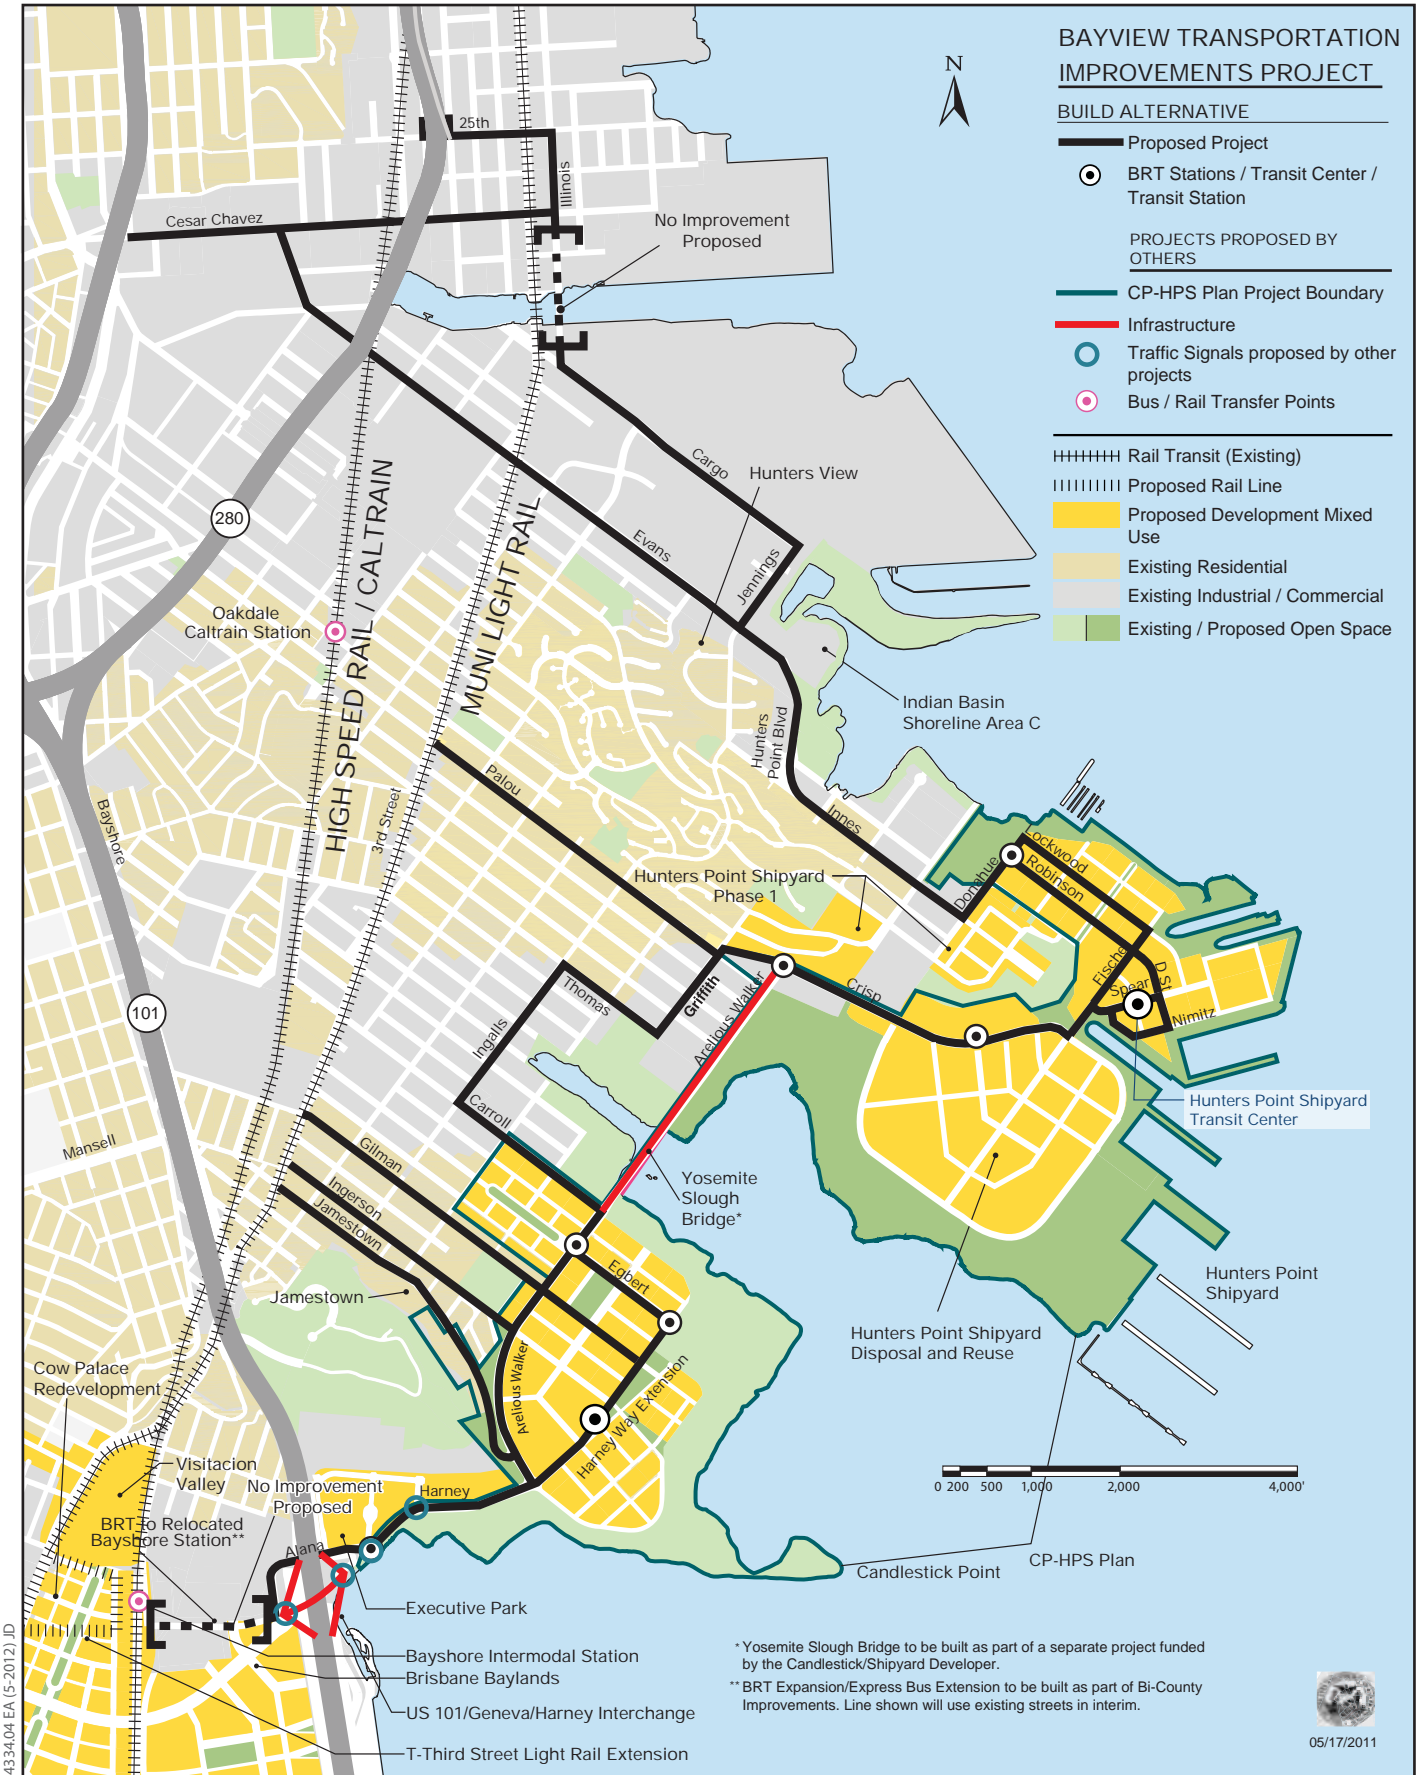 BAYVIEW TRANSPORTATION
IMPROVEMENTS PROJECT
BUILD ALTERNATIVE
Proposed Project
BRT Stations / Transit Center /
Transit Station
PROJECTS PROPOSED BY
OTHERS
CP-HPS Plan Project Boundary
Infrastructure
Traffic Signals proposed by other
projects
Bus / Rail Transfer Points
Rail Transit (Existing)
Proposed Rail Line
Proposed Development Mixed
Use
Existing Residential
Existing Industrial / Commercial
Existing / Proposed Open Space
N
25th
Illinois
Cesar Chavez
No Improvement
Proposed
Cargo
Hunters View
280
Evans
Jennings
HIGH SPEED RAIL / CALTRAIN
MUNI LIGHT RAIL
Oakdale
Caltrain Station
Indian Basin
Shoreline Area C
Hunters
Point Blvd
Palou
Bayshore
3rd Street
Innes
Lockwood
Robinson
Donahue
Hunters Point Shipyard
Phase 1
Fischer
D St
Spear
Nimitz
Crisp
Thomas
Griffith
Arelious Walker
101
Ingalls
Carroll
Hunters Point Shipyard
Transit Center
Mansell
Gilman
Ingerson
Jamestown
Yosemite
Slough
Bridge*
Egbert
Jamestown
Hunters Point
Shipyard
Hunters Point Shipyard
Disposal and Reuse
Arelious Walker
Harney Way Extension
Cow Palace
Redevelopment
Visitacion
Valley
No Improvement
Proposed
Harney
BRT to Relocated
Bayshore Station**
Alana
0 200 500 1,000 2,000 4,000'
CP-HPS Plan
Candlestick Point
Executive Park
Bayshore Intermodal Station
Brisbane Baylands
US 101/Geneva/Harney Interchange
T-Third Street Light Rail Extension
* Yosemite Slough Bridge to be built as part of a separate project funded
by the Candlestick/Shipyard Developer.
** BRT Expansion/Express Bus Extension to be built as part of Bi-County
Improvements. Line shown will use existing streets in interim.
05/17/2011
4334.04 EA (5-2012) JD